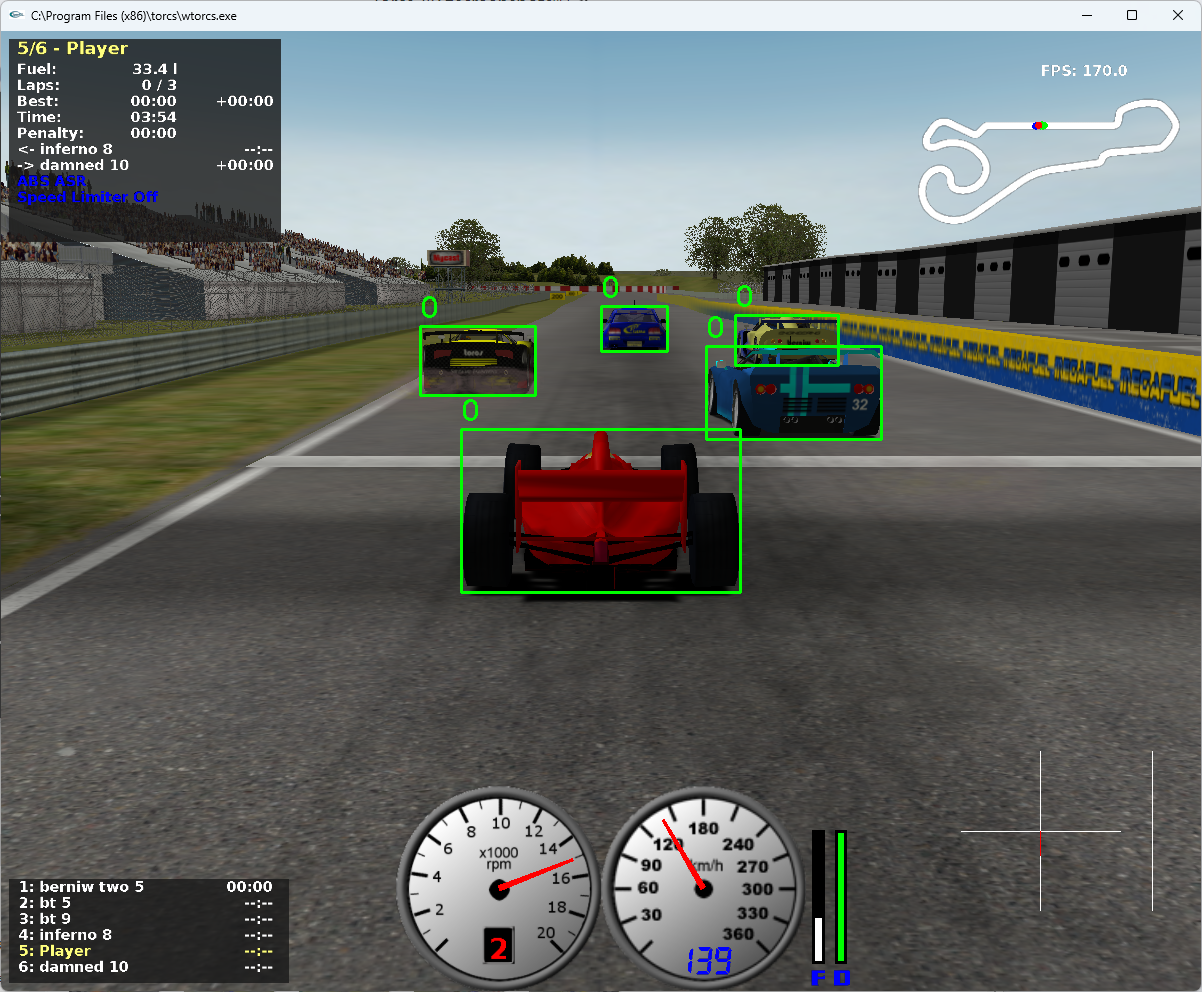 C:\Program Files (x86)\torcs\wtorcs.exe
5/6 - Player
Fuel: 33.4 l
Laps: 0 / 3
Best: 00:00 +00:00
Time: 03:54
Penalty: 00:00
<- inferno 8 --:--
-> damned 10 +00:00
ABS ASR
Speed Limiter Off
FPS: 170.0
0
0
0
0
0
torcs
32
MEGAFUEL MEGAFUEL MEGAFUEL
2 4 6 8 10 12 14 16 18 20
x1000
rpm
2
30 60 90 120 180 240 270 300 330 360
km/h
139
F D
1: berniw two 5 00:00
2: bt 5 --:--
3: bt 9 --:--
4: inferno 8 --:--
5: Player --:--
6: damned 10 --:--